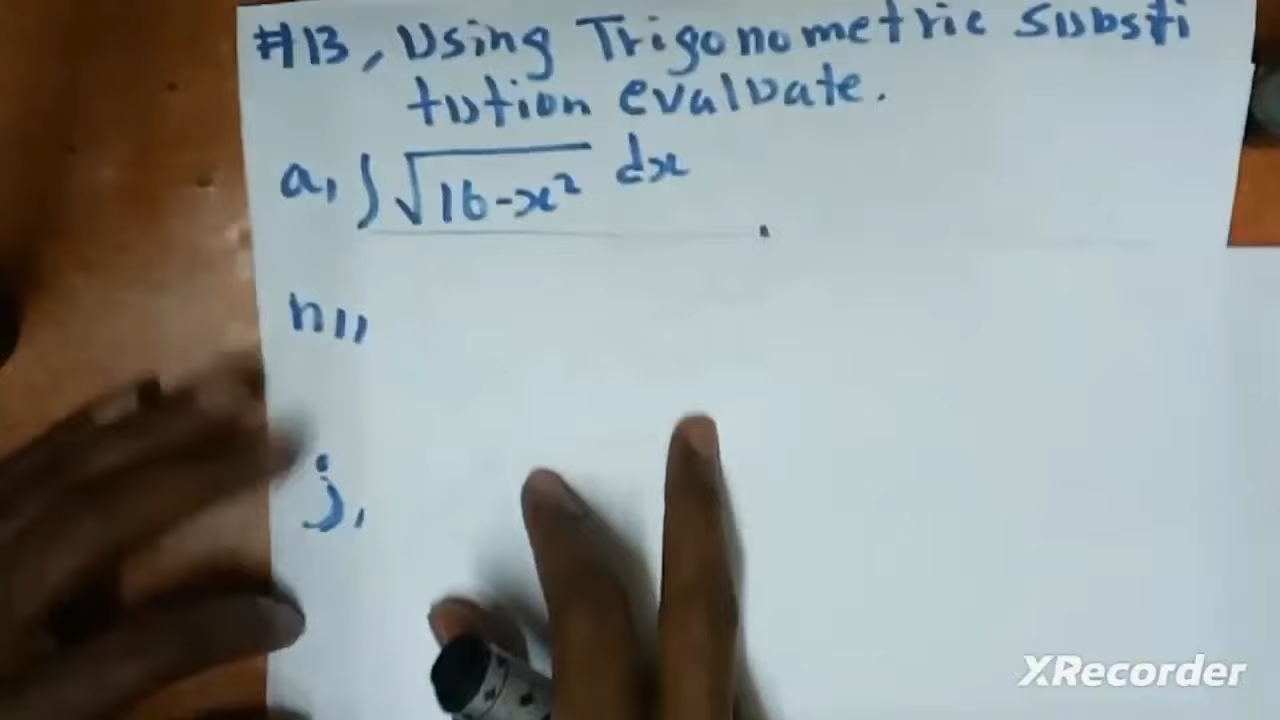 #13, Using Trigonometric Substi
tution evaluate.
a, ∫√16-x² dx
h,,
j,
XRecorder